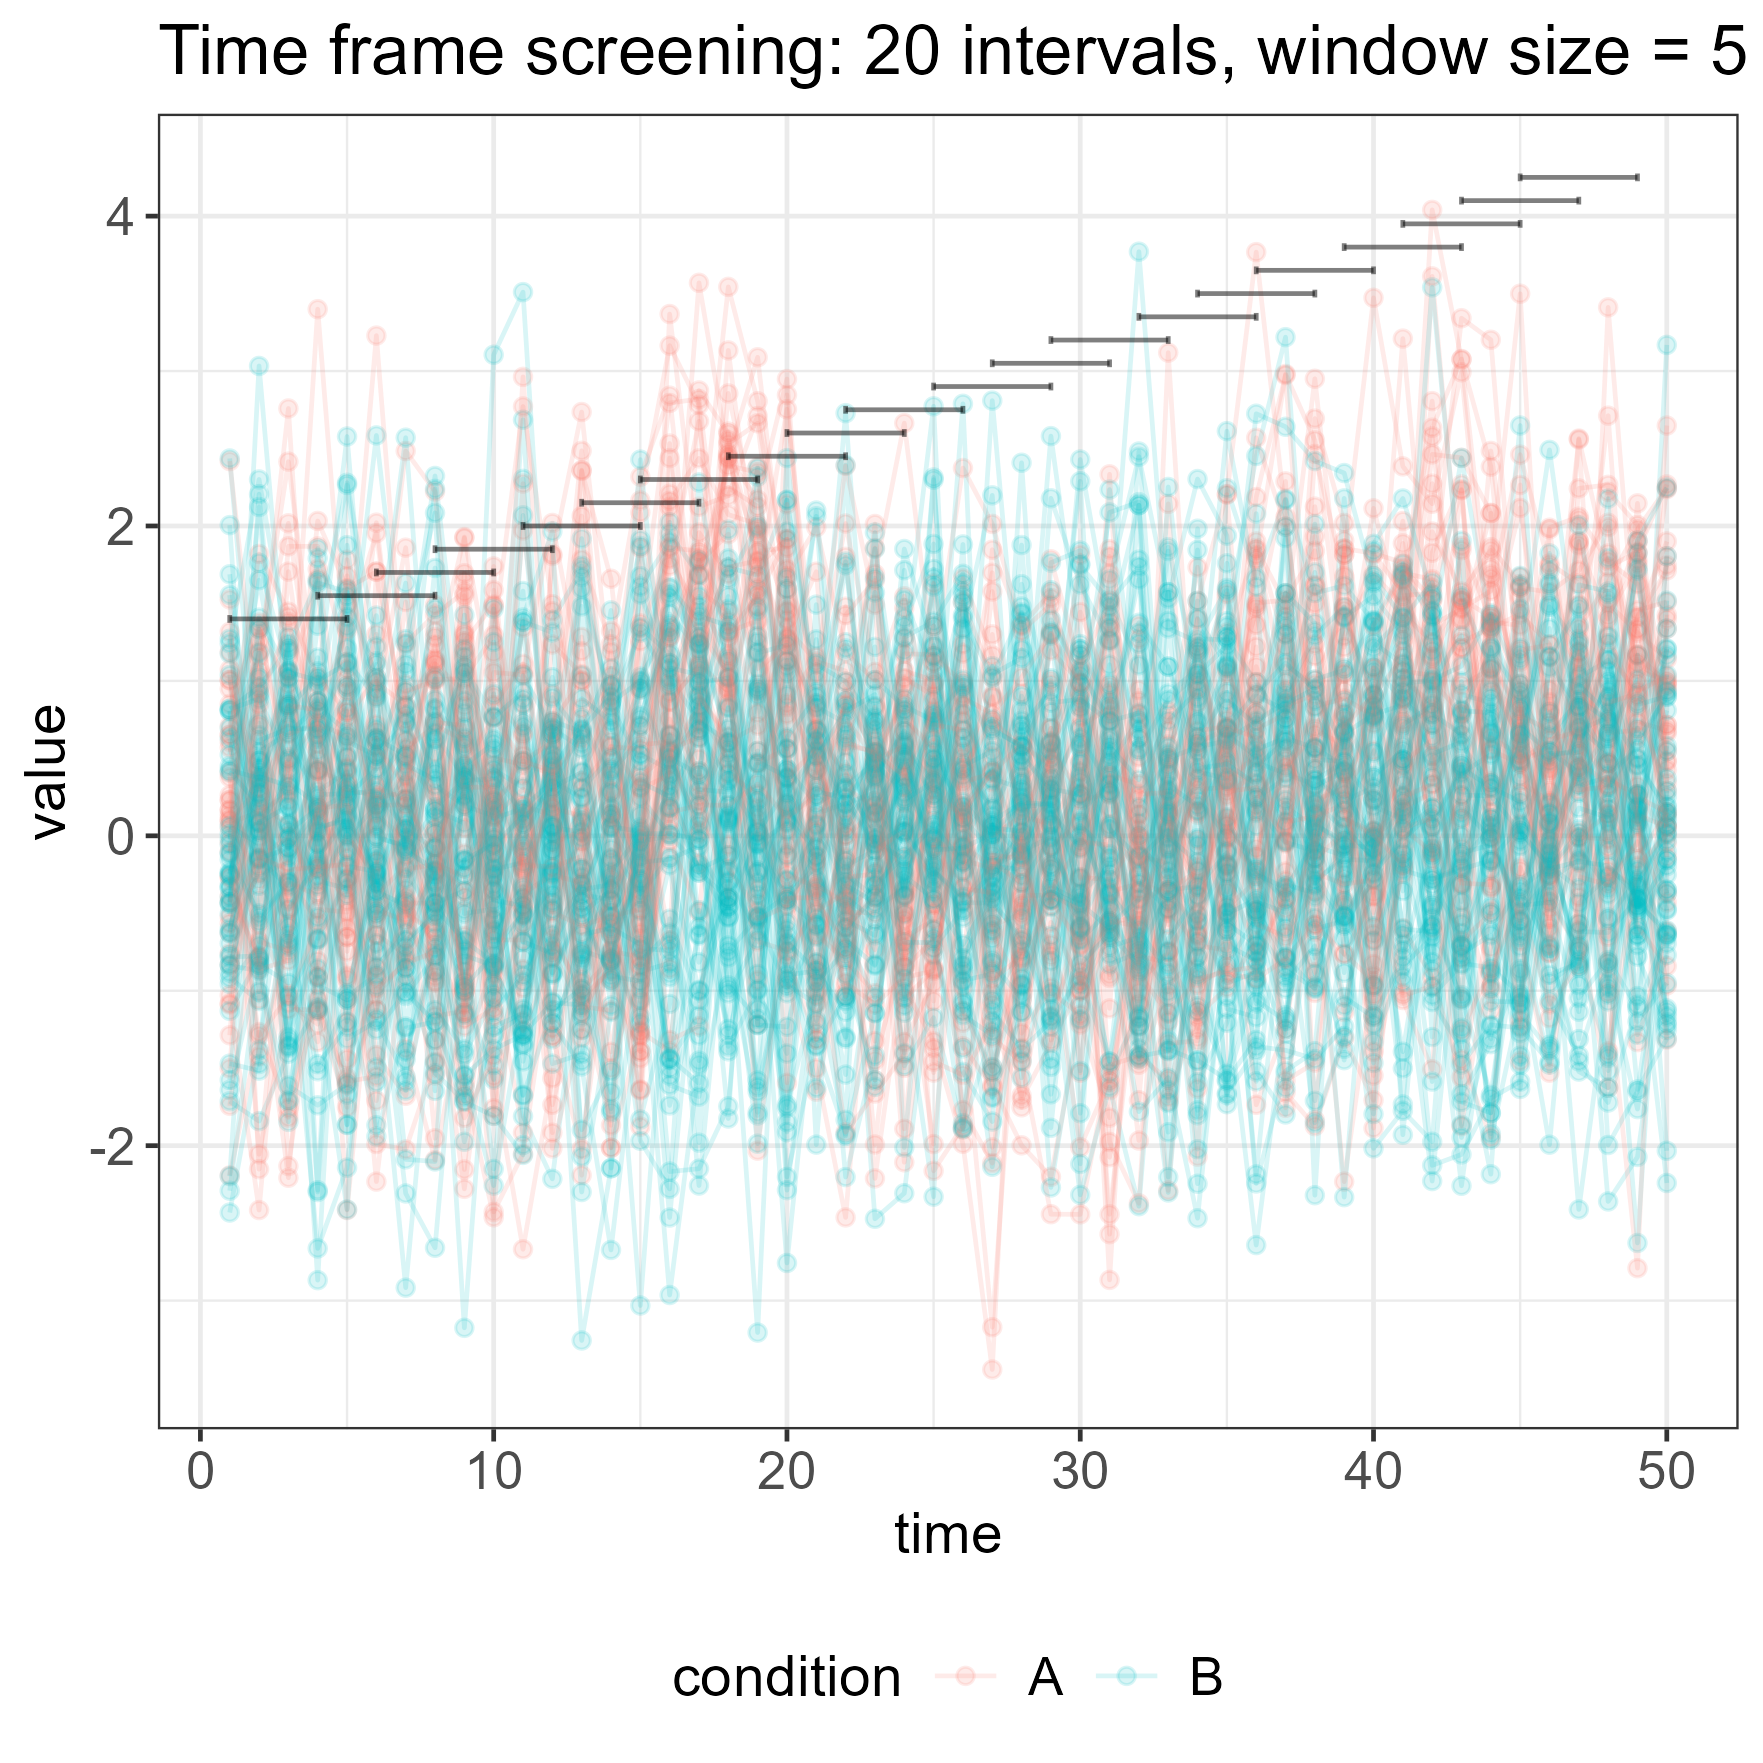 Time frame screening: 20 intervals, window size = 5
value
4
2
0
-2
0 10 20 30 40 50
time
condition A B